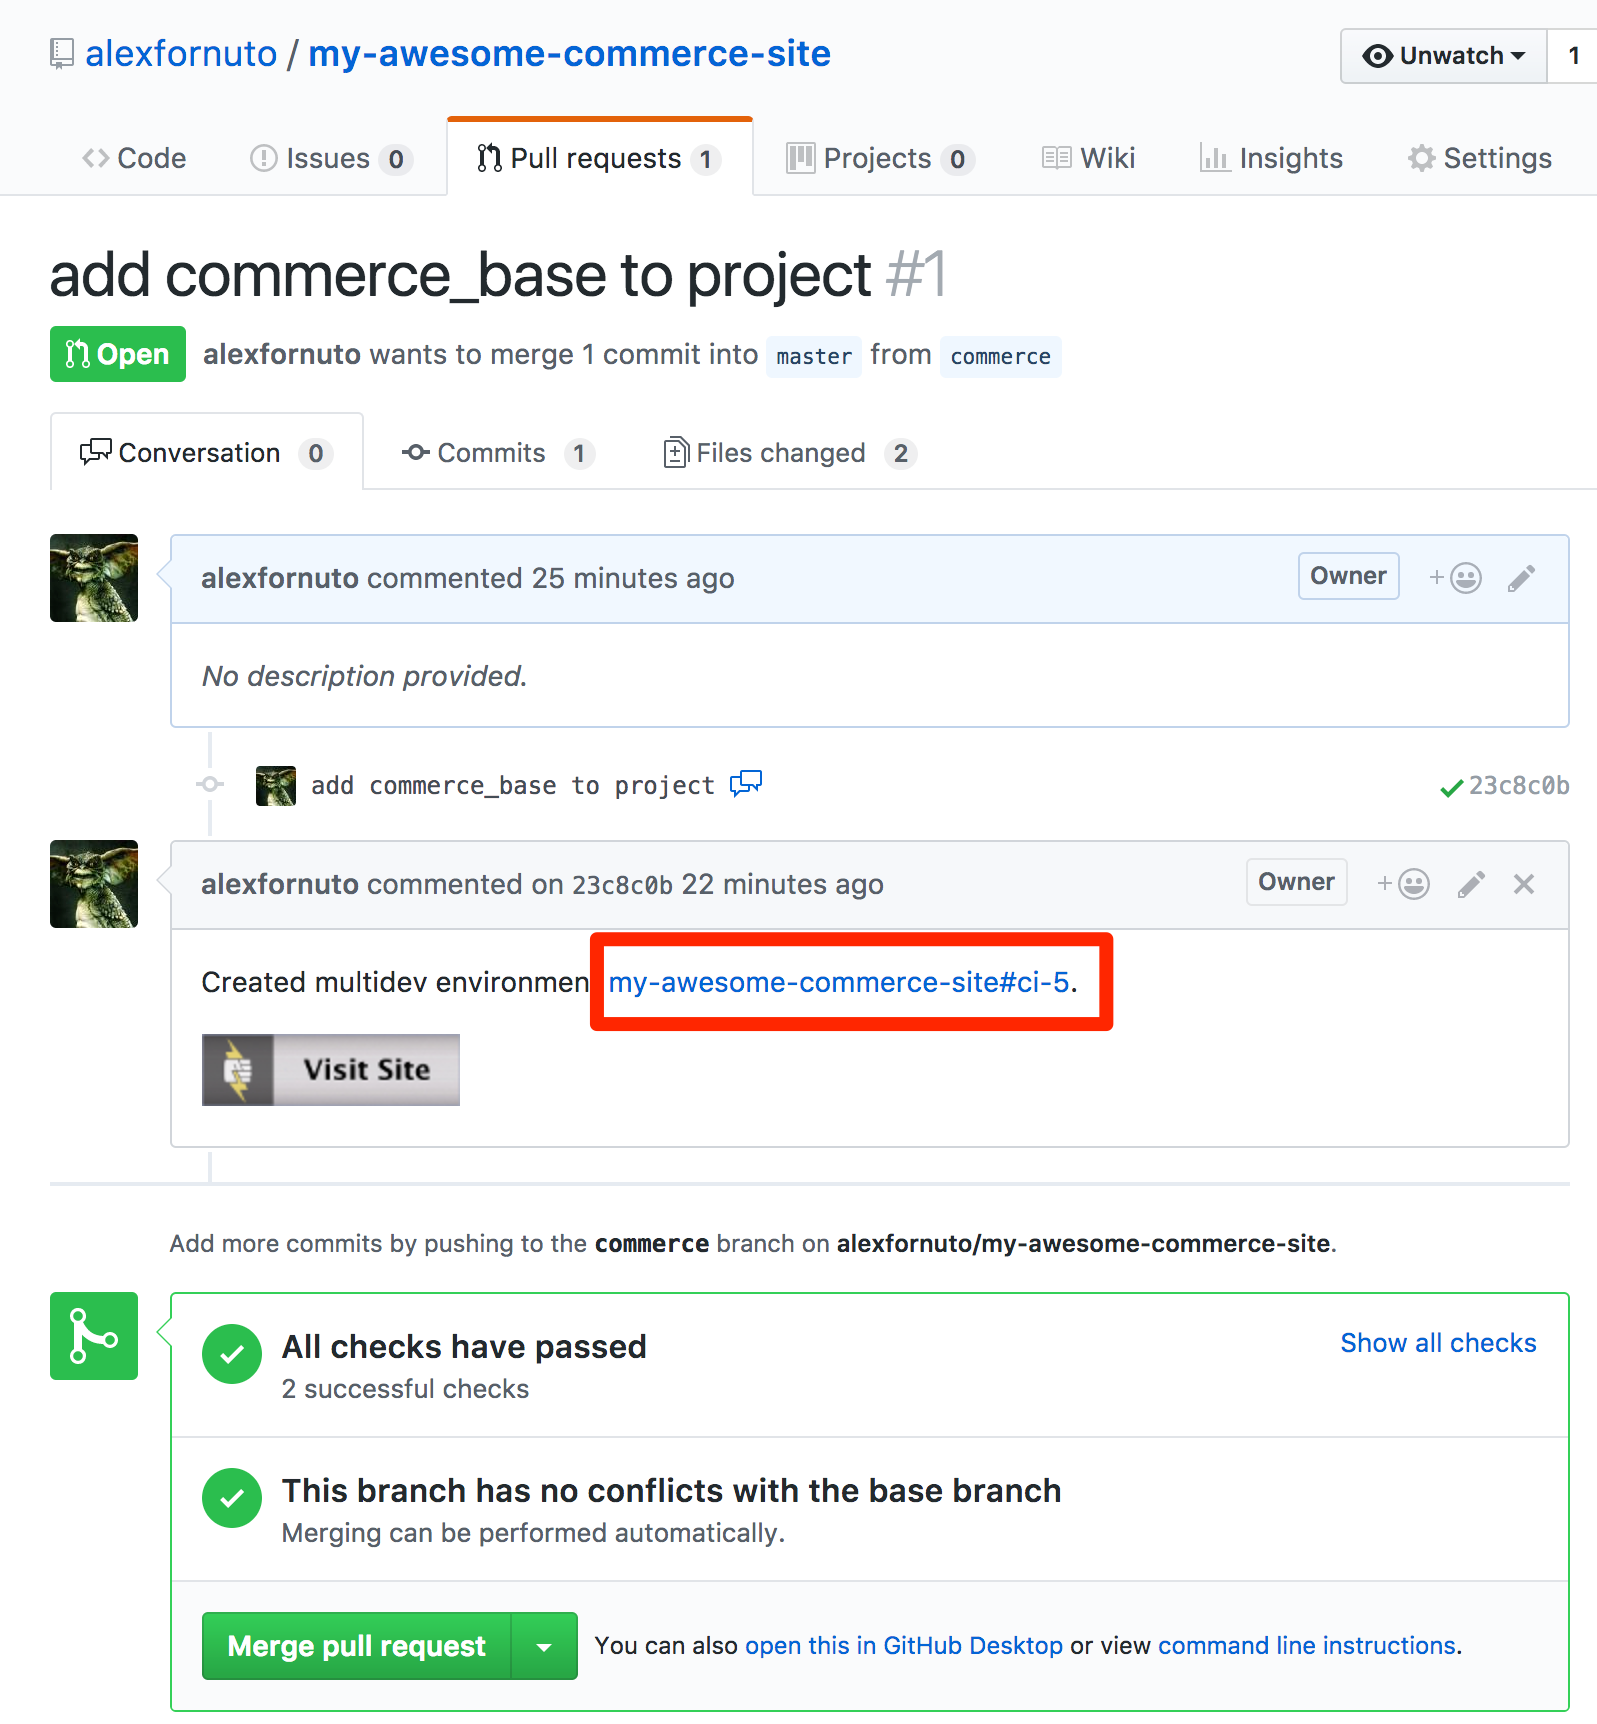 alexfornuto / my-awesome-commerce-site
Unwatch 1
Code Issues 0 Pull requests 1 Projects 0 Wiki Insights Settings
add commerce_base to project #1
Open alexfornuto wants to merge 1 commit into master from commerce
Conversation 0 Commits 1 Files changed 2
alexfornuto commented 25 minutes ago Owner
No description provided.
add commerce_base to project 23c8c0b
alexfornuto commented on 23c8c0b 22 minutes ago Owner
Created multidev environmen my-awesome-commerce-site#ci-5.
Visit Site
Add more commits by pushing to the commerce branch on alexfornuto/my-awesome-commerce-site.
All checks have passed Show all checks
2 successful checks
This branch has no conflicts with the base branch
Merging can be performed automatically.
Merge pull request You can also open this in GitHub Desktop or view command line instructions.